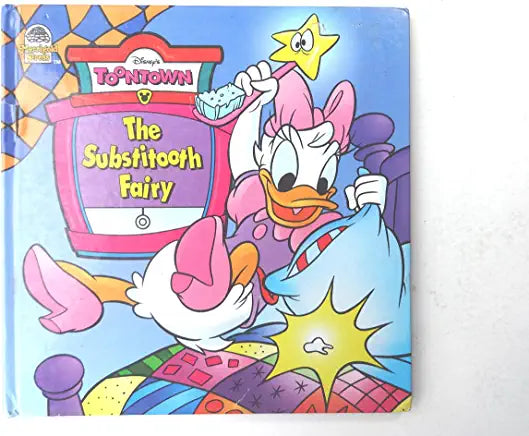 Disney's
TOONTOWN
The
Substitooth
Fairy